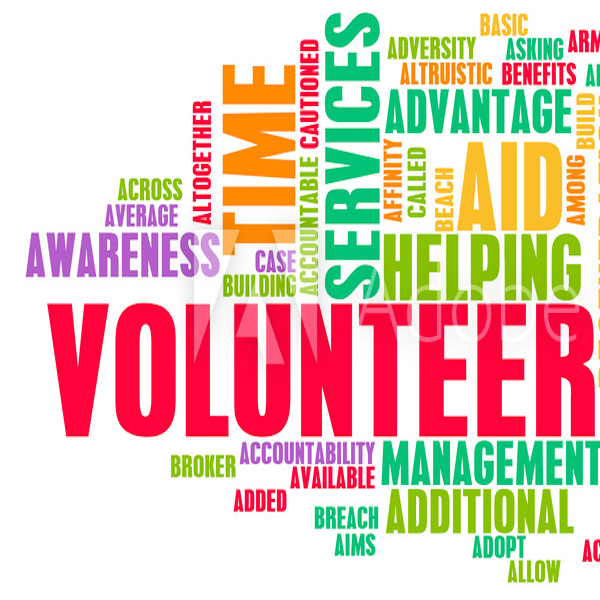 BASIC
ADVERSITY
ASKING
ARM
ALTRUISTIC
BENEFITS
ADVANTAGE
BUILD
TIME
CAUTIONED
SERVICES
ALTOGETHER
AFFINITY
CALLED
BEACH
AID
AMONG
ACROSS
AVERAGE
AWARENESS
CASE
BUILDING
ACCOUNTABLE
HELPING
Adobe
VOLUNTEER
BROKER
ACCOUNTABILITY
AVAILABLE
MANAGEMENT
ADDED
BREACH
ADDITIONAL
AIMS
ADOPT
AC
ALLOW